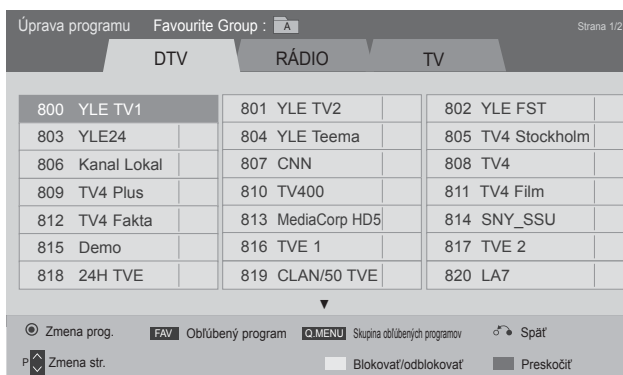 Úprava programu Favourite Group : A Strana 1/2
DTV RÁDIO TV
800 YLE TV1 801 YLE TV2 802 YLE FST
803 YLE24 804 YLE Teema 805 TV4 Stockholm
806 Kanal Lokal 807 CNN 808 TV4
809 TV4 Plus 810 TV400 811 TV4 Film
812 TV4 Fakta 813 MediaCorp HD5 814 SNY_SSU
815 Demo 816 TVE 1 817 TVE 2
818 24H TVE 819 CLAN/50 TVE 820 LA7
Zmena prog. FAV Obľúbený program Q.MENU Skupina obľúbených programov Späť
P Zmena str. Blokovať/odblokovať Preskočiť